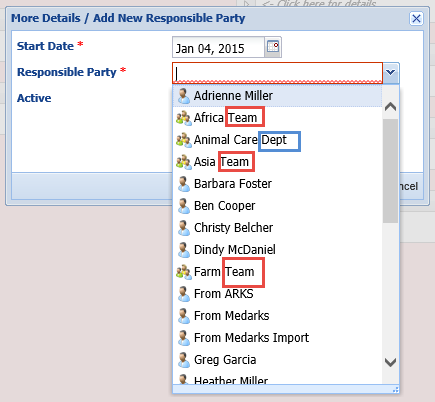 <- Click here for details
More Details / Add New Responsible Party
Start Date * Jan 04, 2015
Responsible Party *
Active
Adrienne Miller
Africa Team
Animal Care Dept
Asia Team
Barbara Foster
Ben Cooper
Christy Belcher
Dindy McDaniel
Farm Team
From ARKS
From Medarks
From Medarks Import
Greg Garcia
Heather Miller
ncel